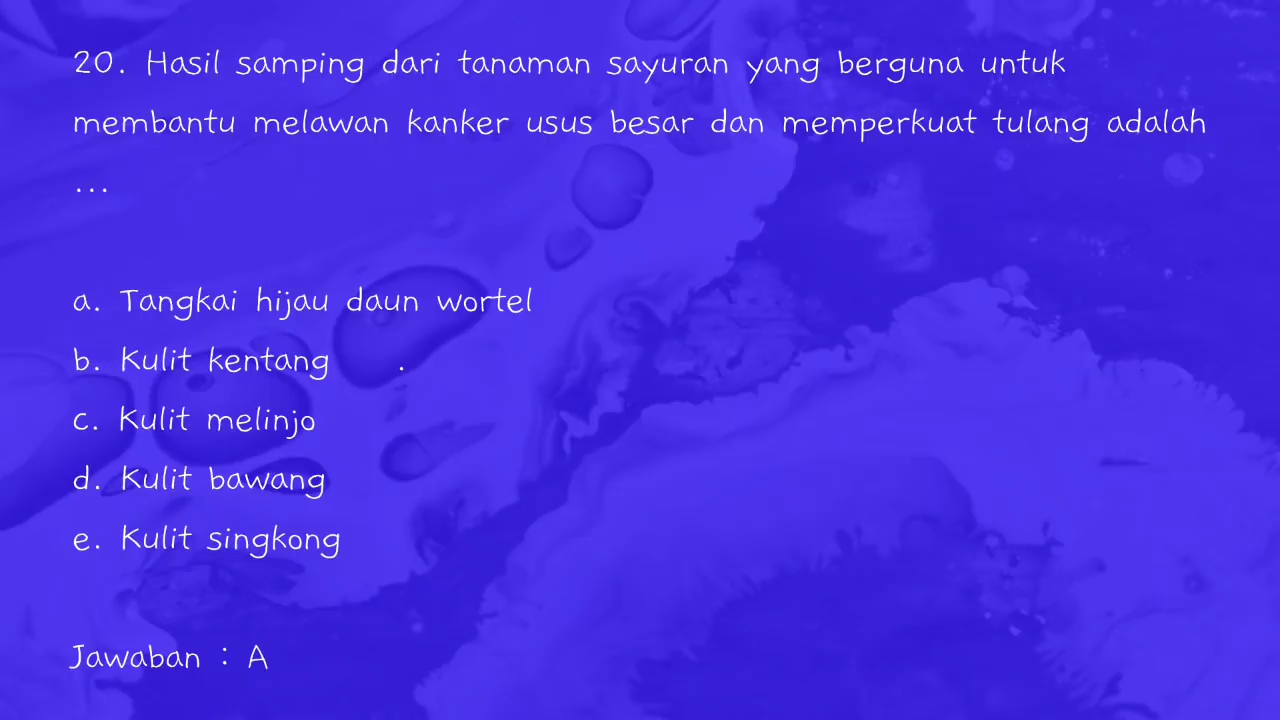 20. Hasil samping dari tanaman sayuran yang berguna untuk
membantu melawan kanker usus besar dan memperkuat tulang adalah
...
a. Tangkai hijau daun wortel
b. Kulit kentang .
c. Kulit melinjo
d. Kulit bawang
e. Kulit singkong
Jawaban : A